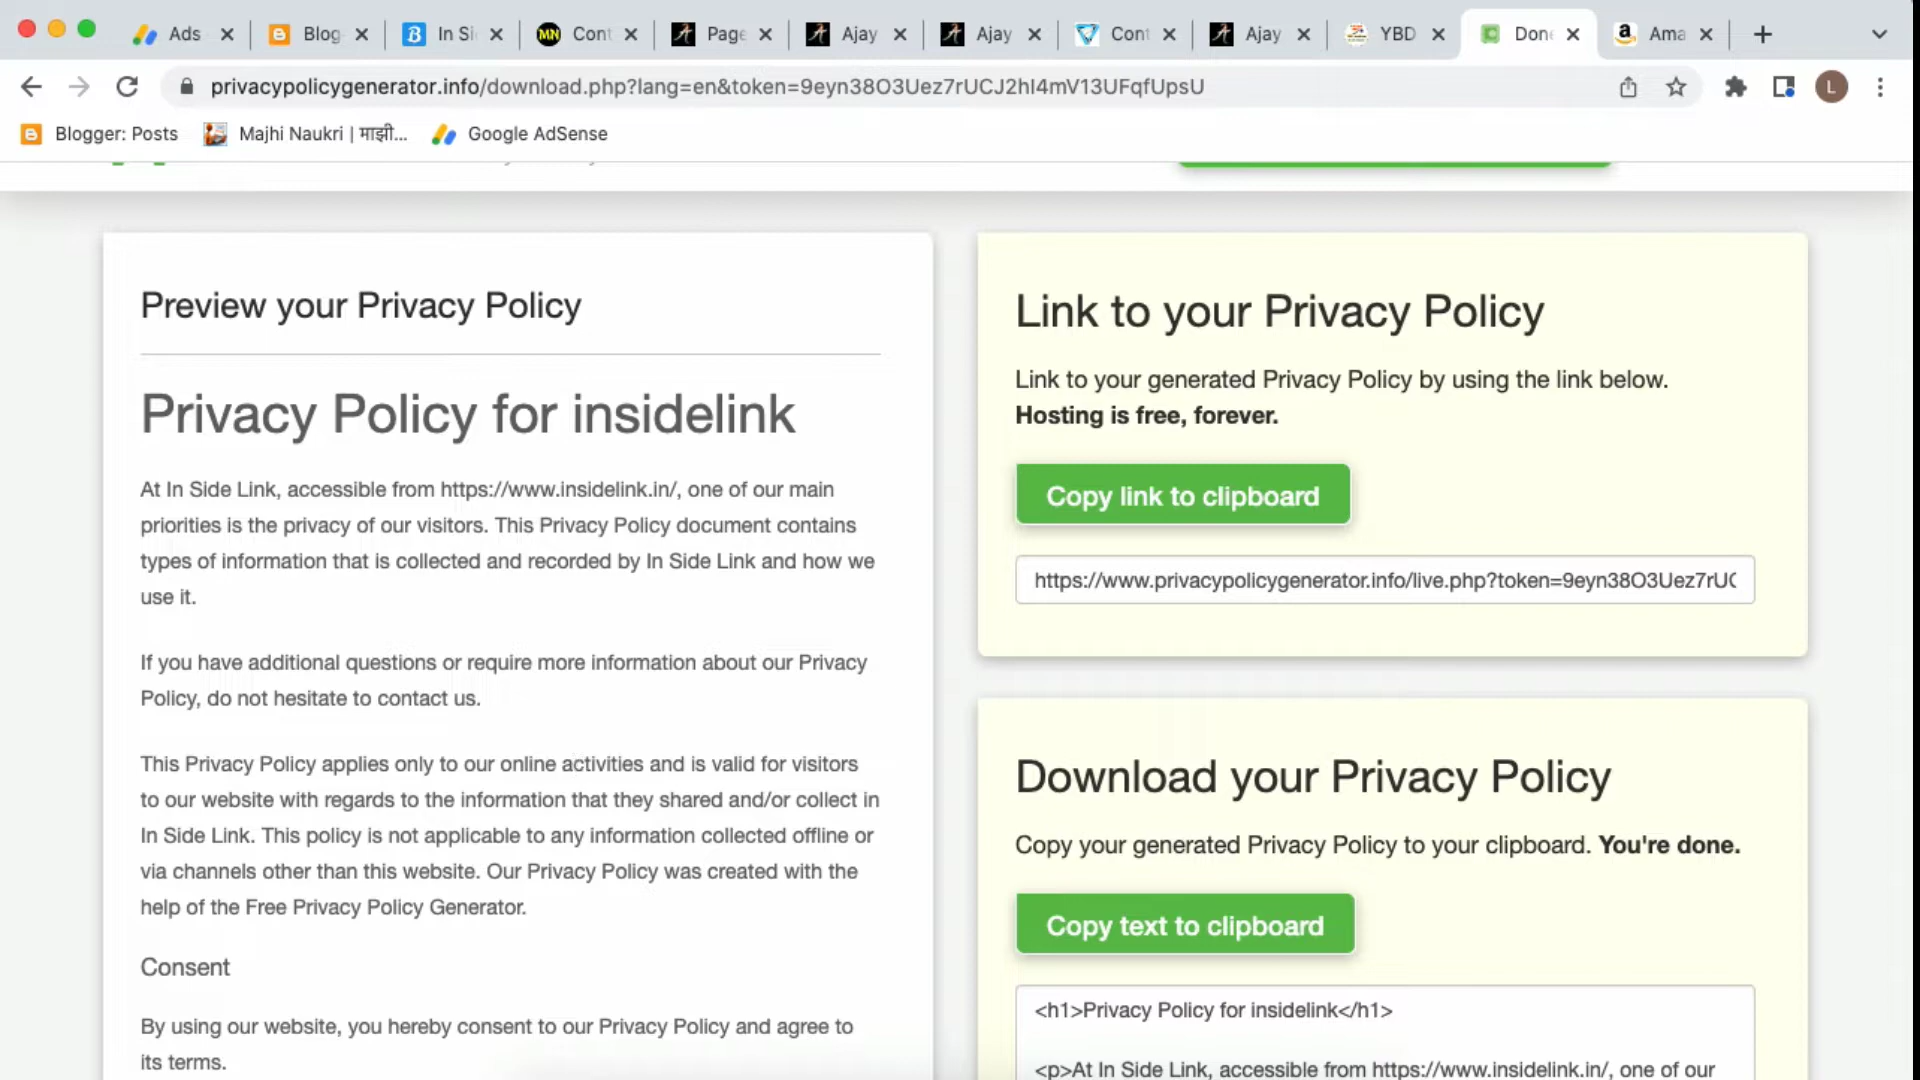 Ads
Blog
In Si
Cont
Page
Ajay
Ajay
Cont
Ajay
YBD
Done
Ama
privacypolicygenerator.info/download.php?lang=en&token=9eyn38O3Uez7rUCJ2hI4mV13UFqfUpsU
L
Blogger: Posts
Majhi Naukri | माझी...
Google AdSense
Preview your Privacy Policy
Privacy Policy for insidelink
At In Side Link, accessible from https://www.insidelink.in/, one of our main
priorities is the privacy of our visitors. This Privacy Policy document contains
types of information that is collected and recorded by In Side Link and how we
use it.
If you have additional questions or require more information about our Privacy
Policy, do not hesitate to contact us.
This Privacy Policy applies only to our online activities and is valid for visitors
to our website with regards to the information that they shared and/or collect in
In Side Link. This policy is not applicable to any information collected offline or
via channels other than this website. Our Privacy Policy was created with the
help of the Free Privacy Policy Generator.
Consent
By using our website, you hereby consent to our Privacy Policy and agree to
its terms.
Link to your Privacy Policy
Link to your generated Privacy Policy by using the link below.
Hosting is free, forever.
Copy link to clipboard
https://www.privacypolicygenerator.info/live.php?token=9eyn38O3Uez7rUC
Download your Privacy Policy
Copy your generated Privacy Policy to your clipboard. You're done.
Copy text to clipboard
<h1>Privacy Policy for insidelink</h1>
<p>At In Side Link, accessible from https://www.insidelink.in/, one of our